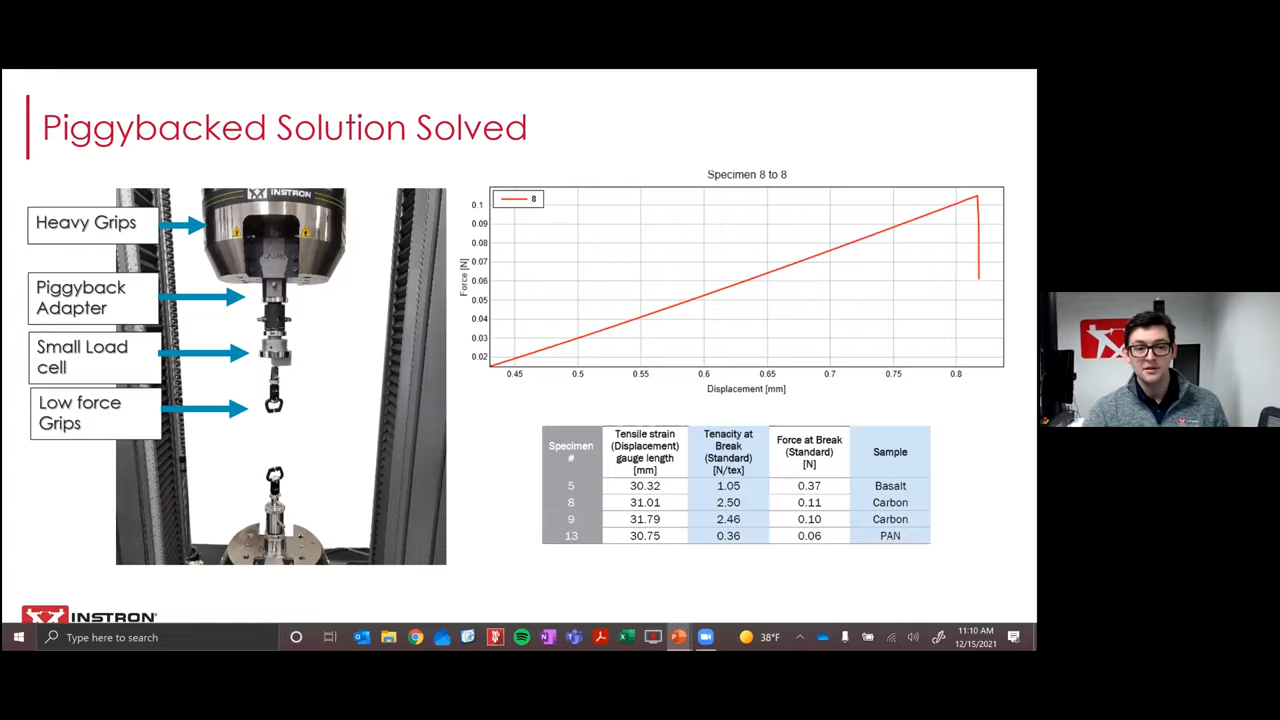 Piggybacked Solution Solved
INSTRON
Heavy Grips
Piggyback
Adapter
Small Load
cell
Low force
Grips
Specimen 8 to 8
8
Force [N]
0.1
0.09
0.08
0.07
0.06
0.05
0.04
0.03
0.02
0.45 0.5 0.55 0.6 0.65 0.7 0.75 0.8
Displacement [mm]
Specimen
#
Tensile strain
(Displacement)
gauge length
[mm]
Tenacity at
Break
(Standard)
[N/tex]
Force at Break
(Standard)
[N]
Sample
5 30.32 1.05 0.37 Basalt
8 31.01 2.50 0.11 Carbon
9 31.79 2.46 0.10 Carbon
13 30.75 0.36 0.06 PAN
INSTRON®
Type here to search
38°F
11:10 AM
12/15/2021